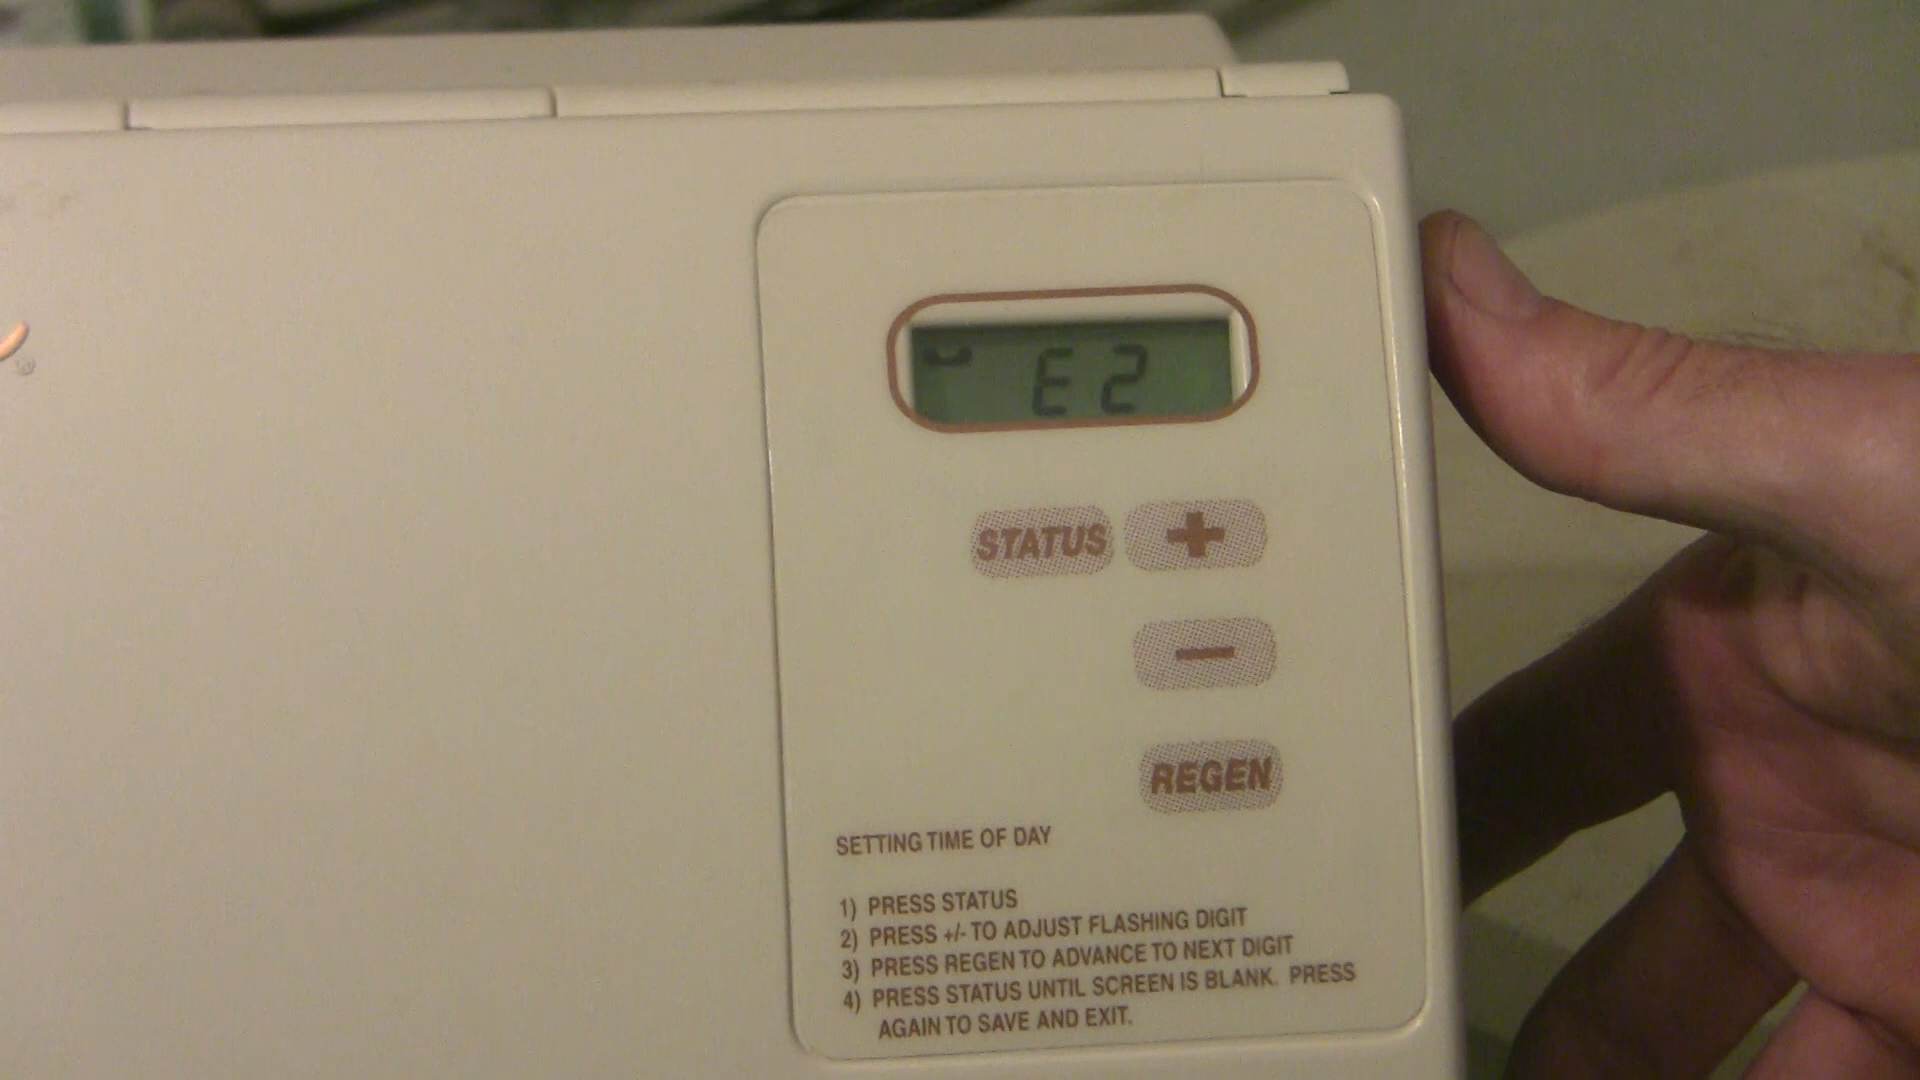 E2
STATUS +
−
REGEN
SETTING TIME OF DAY
1) PRESS STATUS
2) PRESS +/- TO ADJUST FLASHING DIGIT
3) PRESS REGEN TO ADVANCE TO NEXT DIGIT
4) PRESS STATUS UNTIL SCREEN IS BLANK. PRESS
AGAIN TO SAVE AND EXIT.